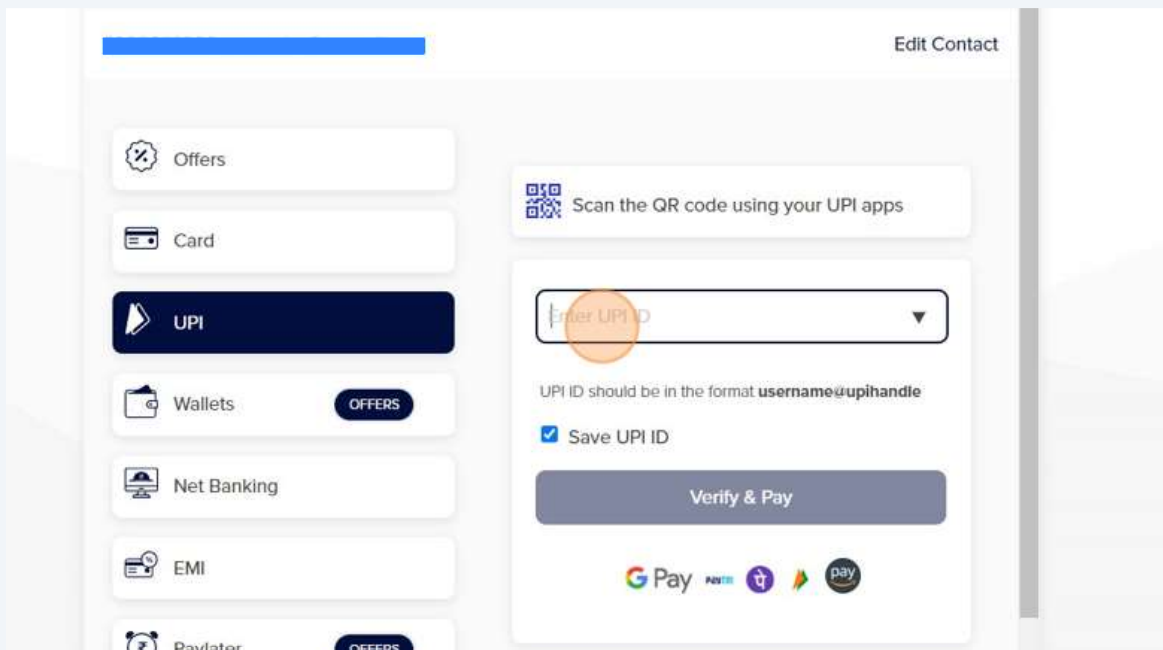 Edit Contact
Offers
Card
UPI
Wallets OFFERS
Net Banking
EMI
Paylater OFFERS
Scan the QR code using your UPI apps
Enter UPI ID
UPI ID should be in the format username@upihandle
Save UPI ID
Verify & Pay
G Pay Paytm पे pay